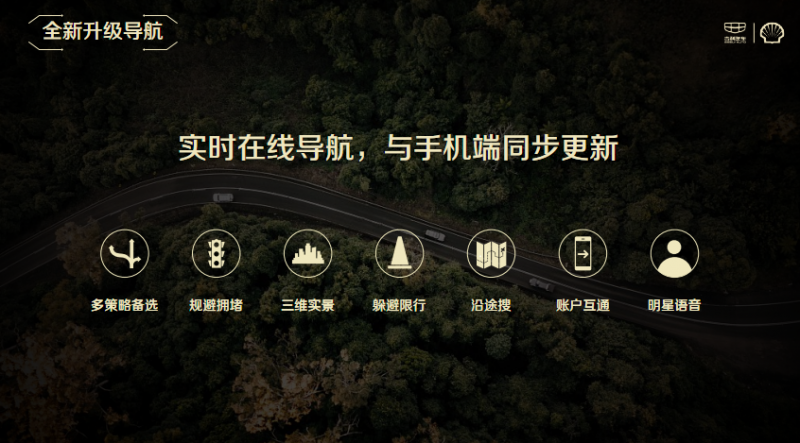 全新升级导航
实时在线导航，与手机端同步更新
多策略备选
规避拥堵
三维实景
躲避限行
沿途搜
账户互通
明星语音